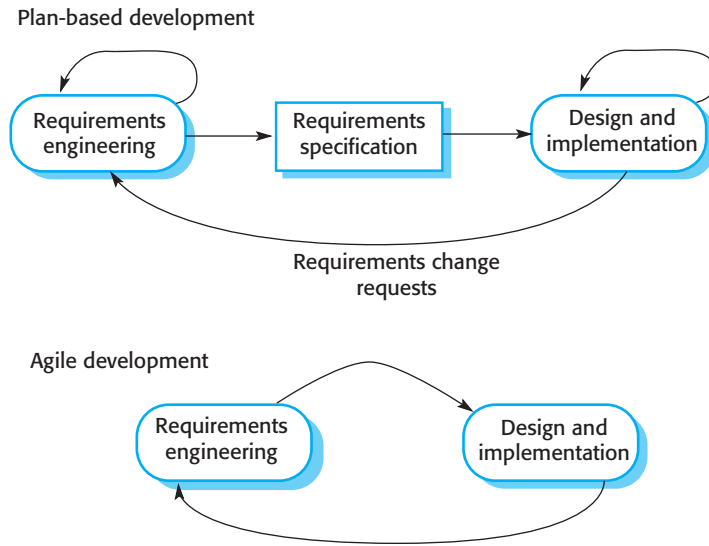 Plan-based development
Requirements
engineering
Requirements
specification
Design and
implementation
Requirements change
requests
Agile development
Requirements
engineering
Design and
implementation